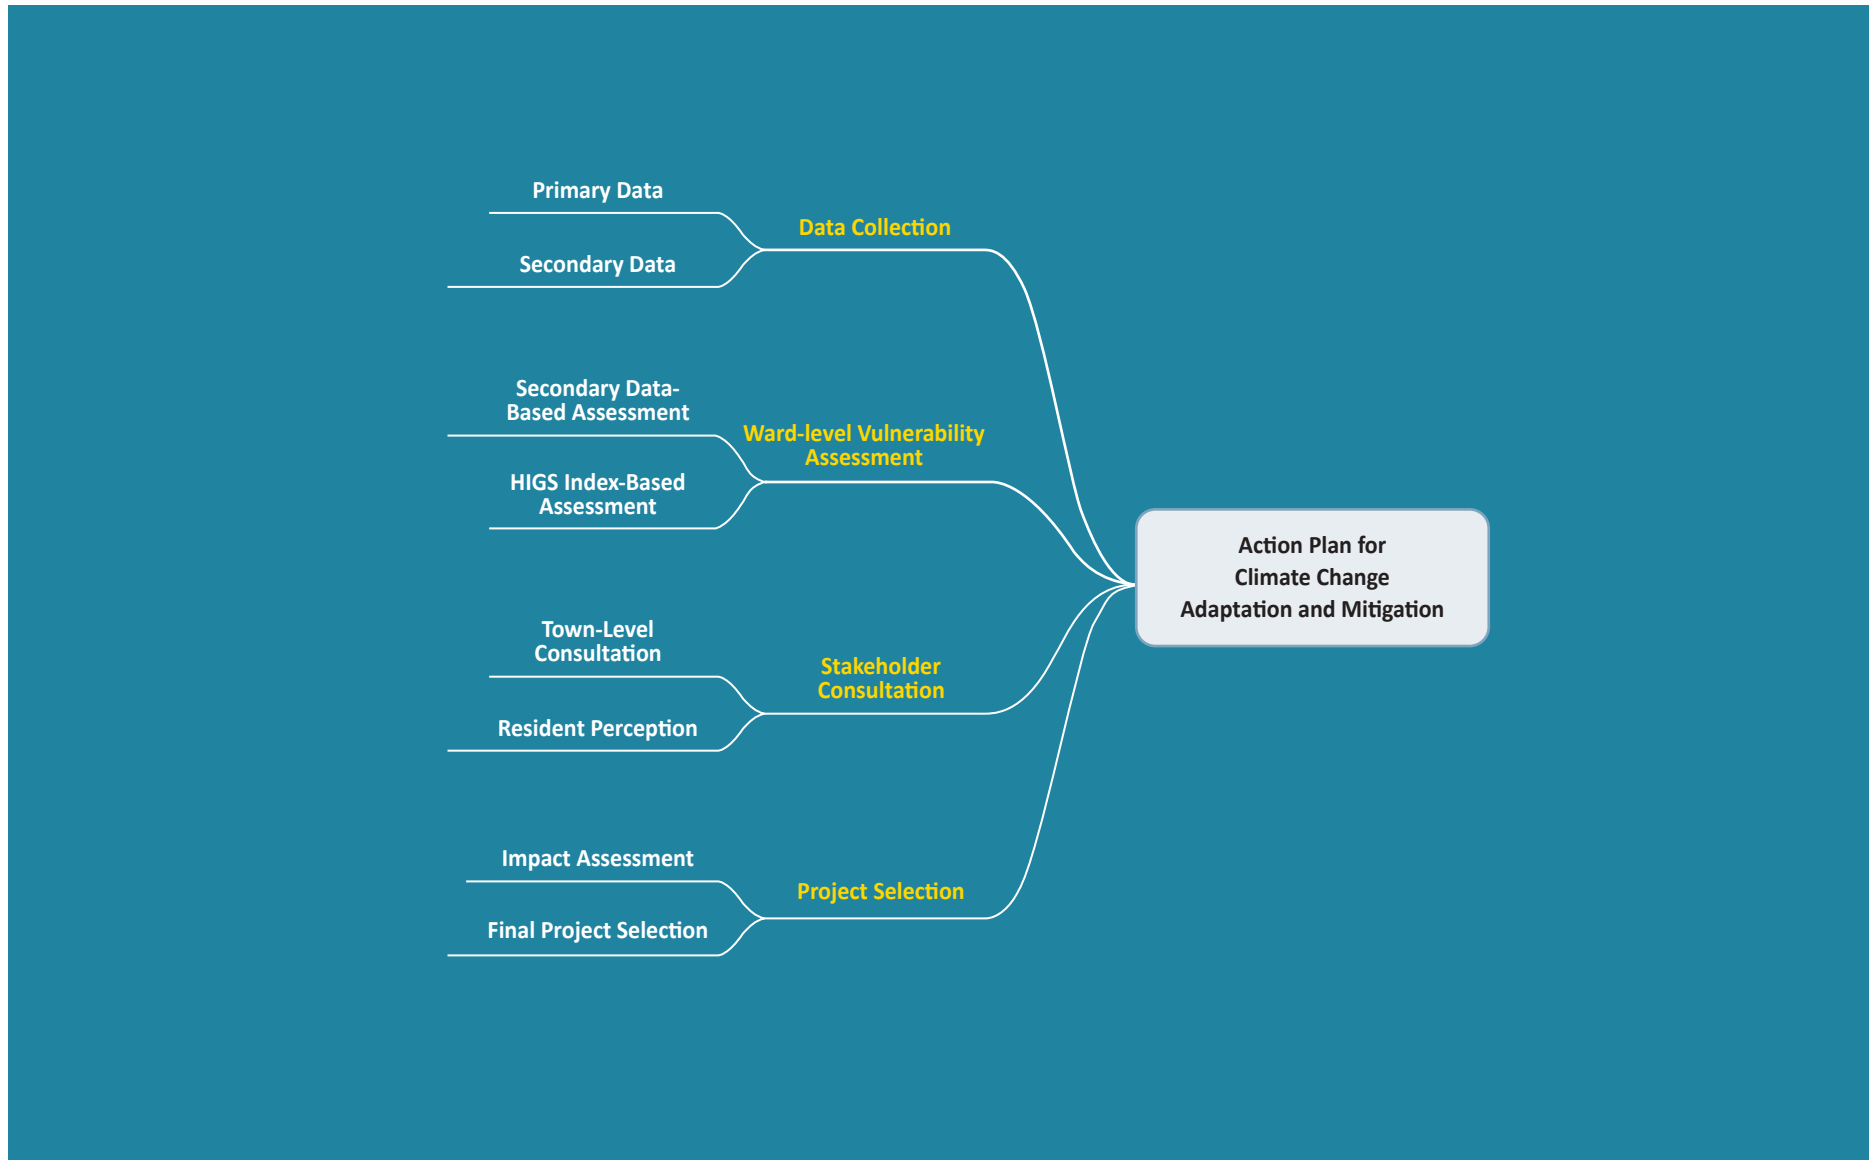 Primary Data
Data Collection
Secondary Data
Secondary Data-
Based Assessment
Ward-level Vulnerability
Assessment
HIGS Index-Based
Assessment
Action Plan for
Climate Change
Adaptation and Mitigation
Town-Level
Consultation
Stakeholder
Consultation
Resident Perception
Impact Assessment
Project Selection
Final Project Selection